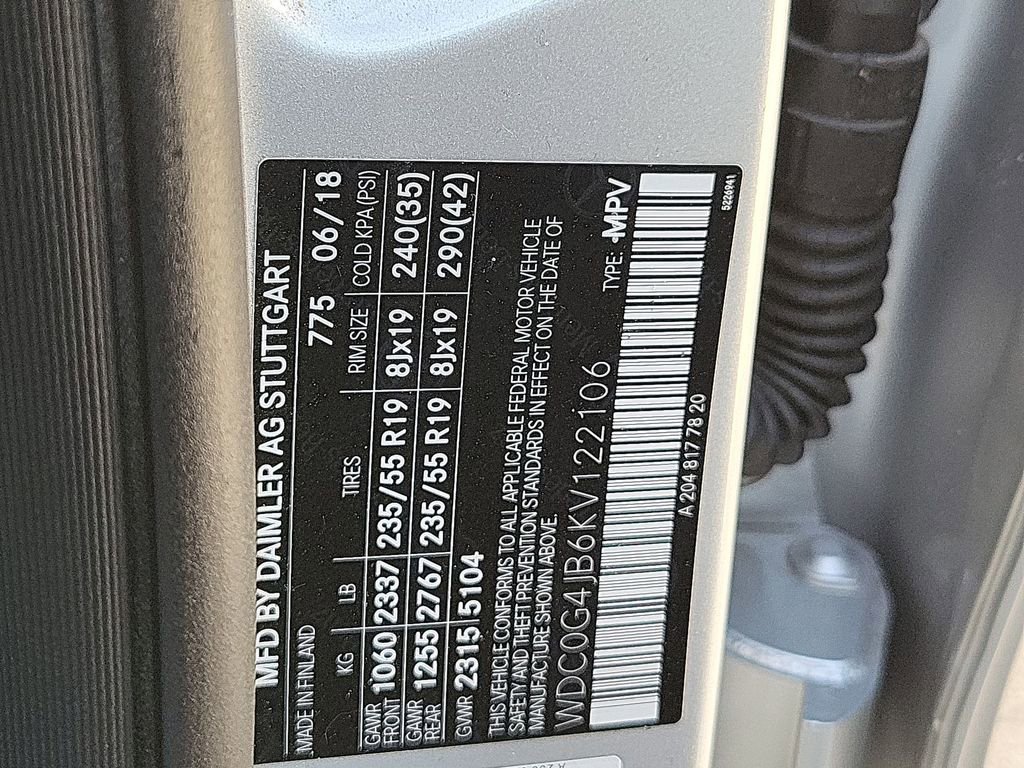 MFD BY DAIMLER AG STUTTGART
MADE IN FINLAND 775 06/18
KG LB TIRES RIM SIZE COLD KPA(PSI)
GAWR FRONT 1060 2337 235/55 R19 8Jx19 240(35)
GAWR REAR 1255 2767 235/55 R19 8Jx19 290(42)
GVWR 2315 5104
THIS VEHICLE CONFORMS TO ALL APPLICABLE FEDERAL MOTOR VEHICLE
SAFETY AND THEFT PREVENTION STANDARDS IN EFFECT ON THE DATE OF
MANUFACTURE SHOWN ABOVE.
WDC0G4JB6KV122106 TYPE: MPV
A 204 817 78 20 5226941